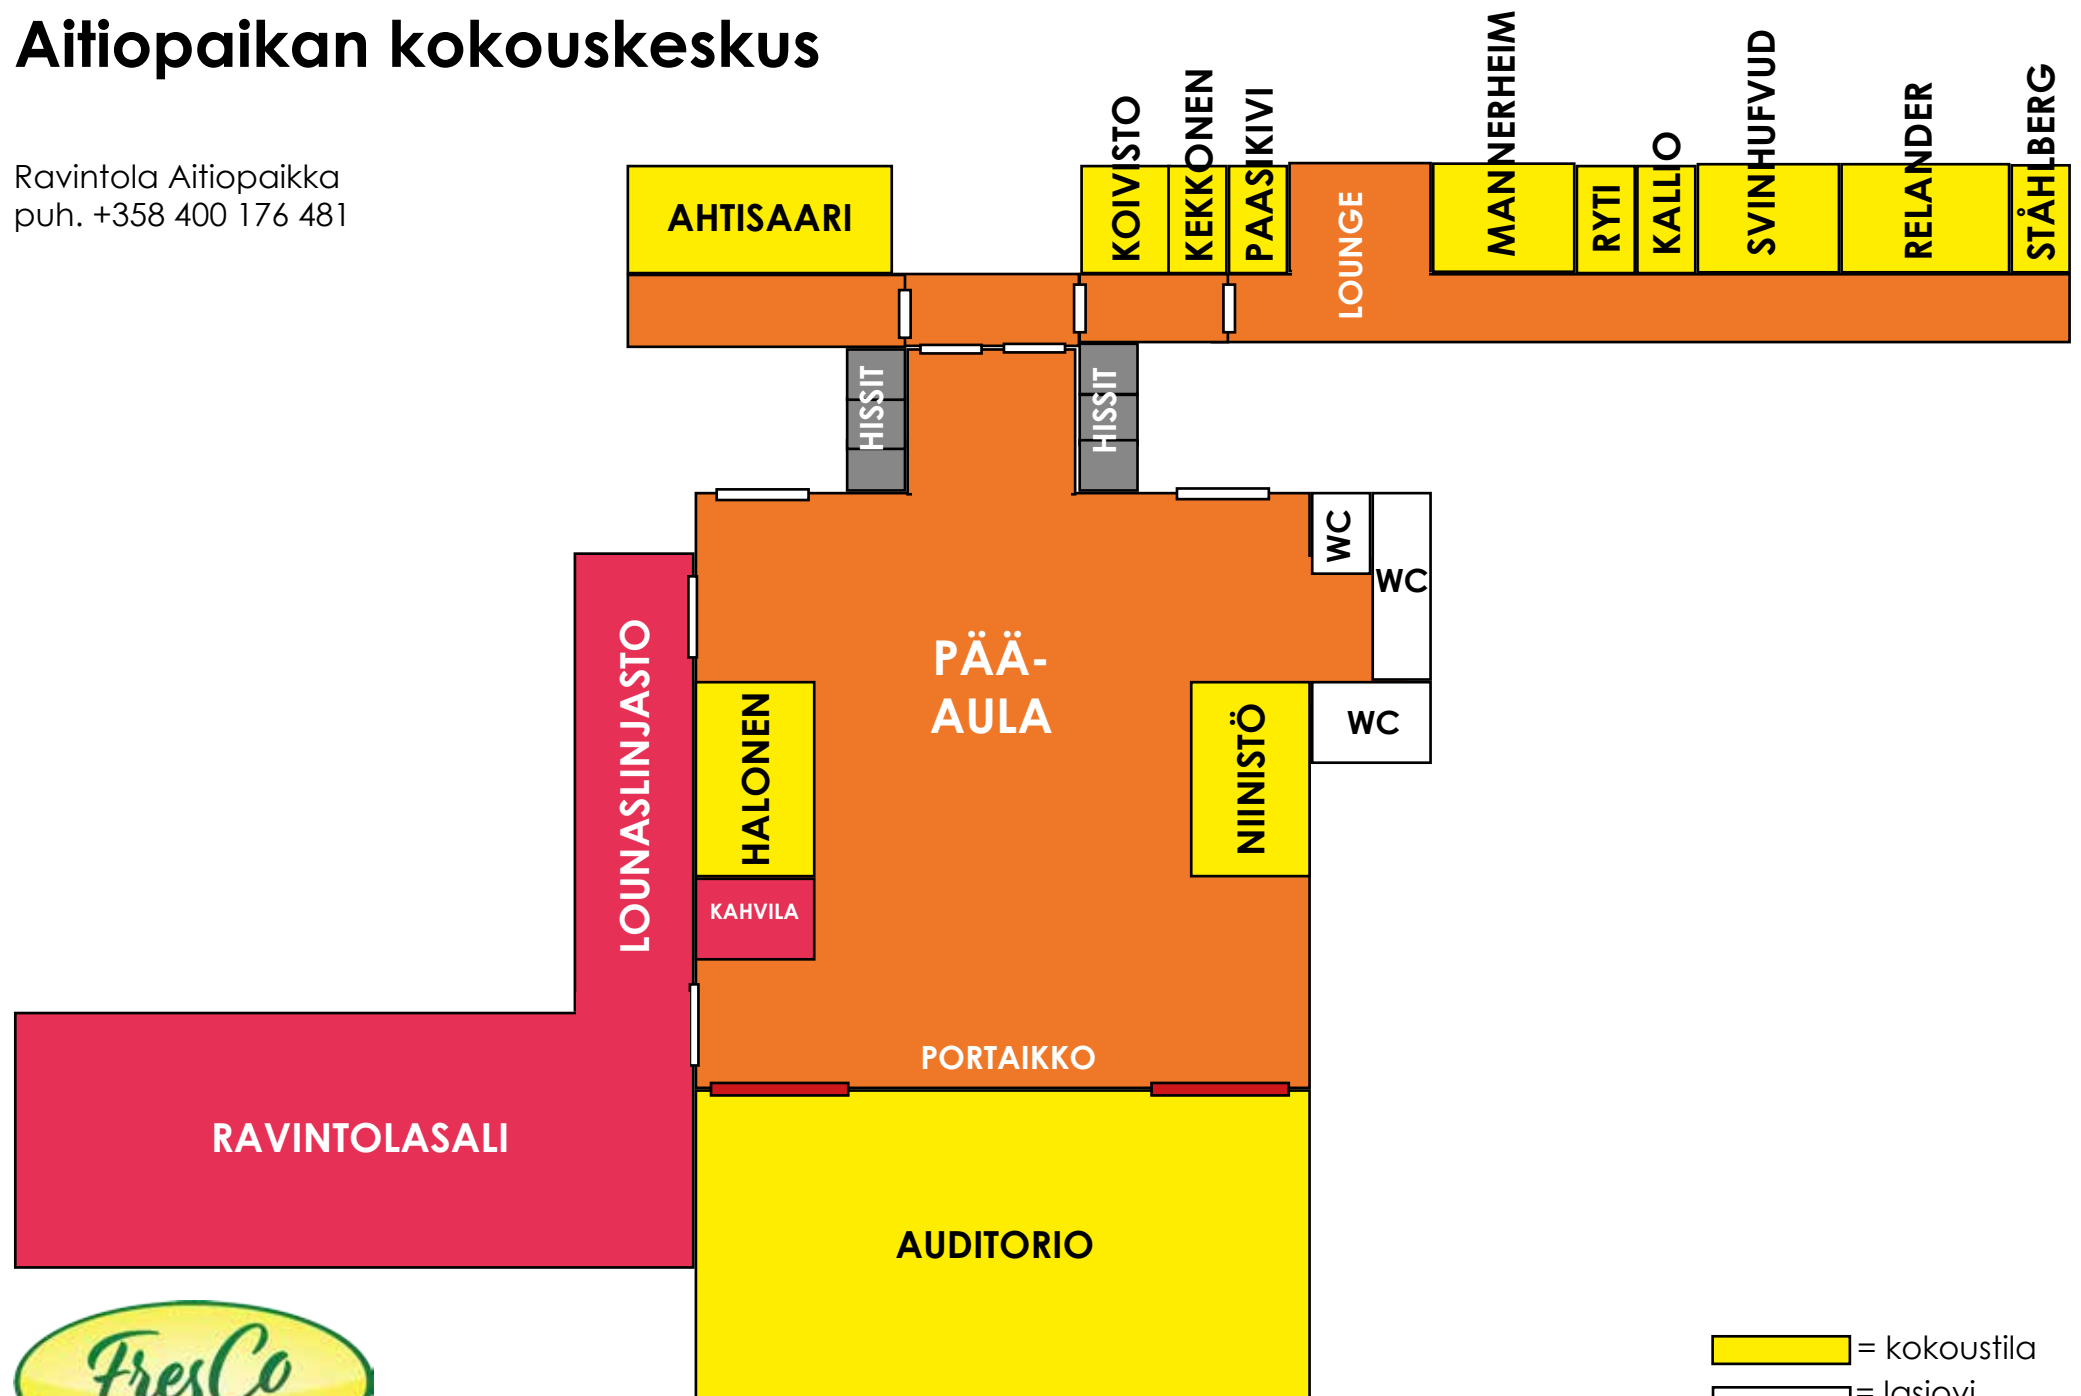 Aitiopaikan kokouskeskus
Ravintola Aitiopaikka
puh. +358 400 176 481
AHTISAARI
KOIVISTO
KEKKONEN
PAASIKIVI
LOUNGE
MANNERHEIM
RYTI
KALLIO
SVINHUFVUD
RELANDER
STÅHLBERG
HISSIT
HISSIT
WC
WC
WC
PÄÄ-
AULA
LOUNASLINJASTO
HALONEN
NIINISTÖ
KAHVILA
PORTAIKKO
RAVINTOLASALI
AUDITORIO
FresCo
= kokoustila
= lasiovi